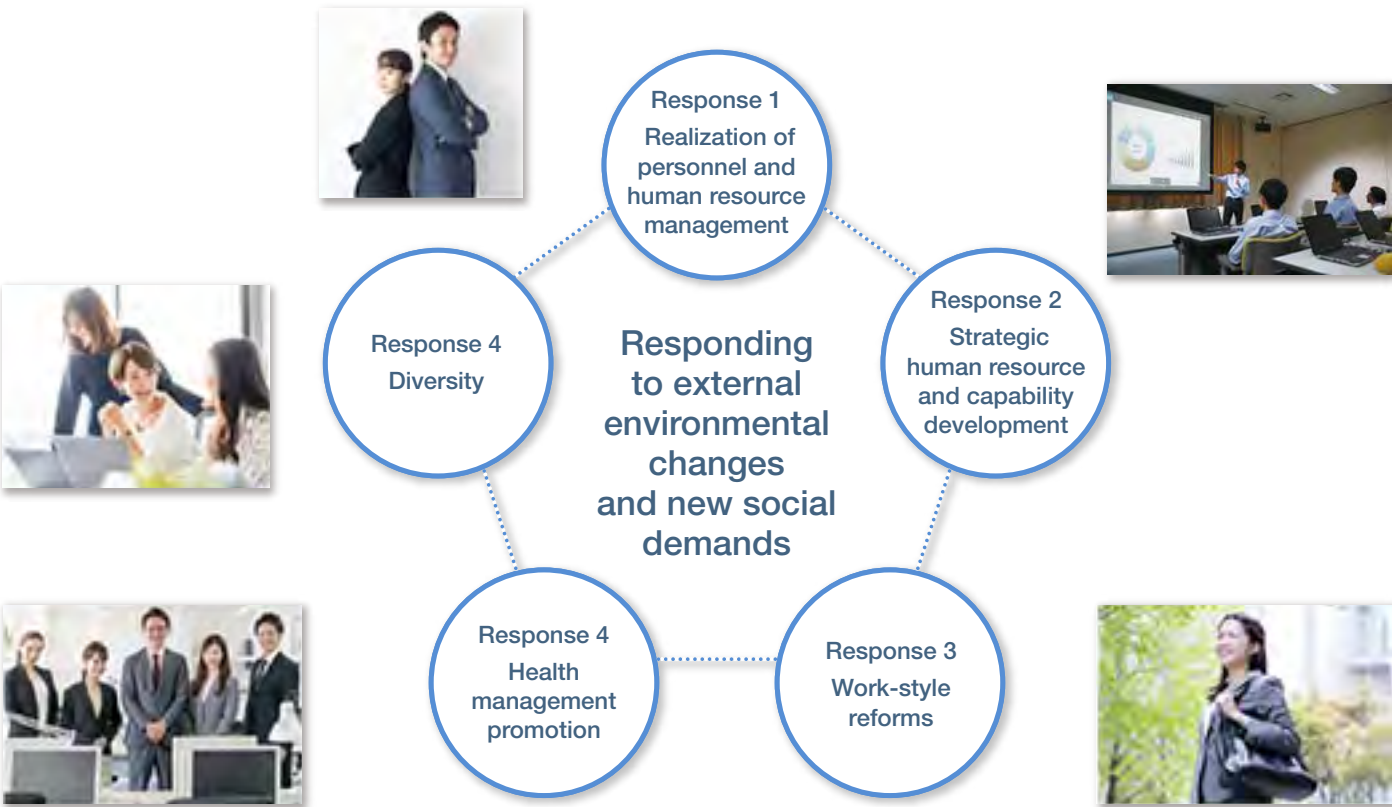 Response 1
Realization of
personnel and
human resource
management
Response 2
Strategic
human resource
and capability
development
Response 4
Diversity
Responding
to external
environmental
changes
and new social
demands
Response 4
Health
management
promotion
Response 3
Work-style
reforms